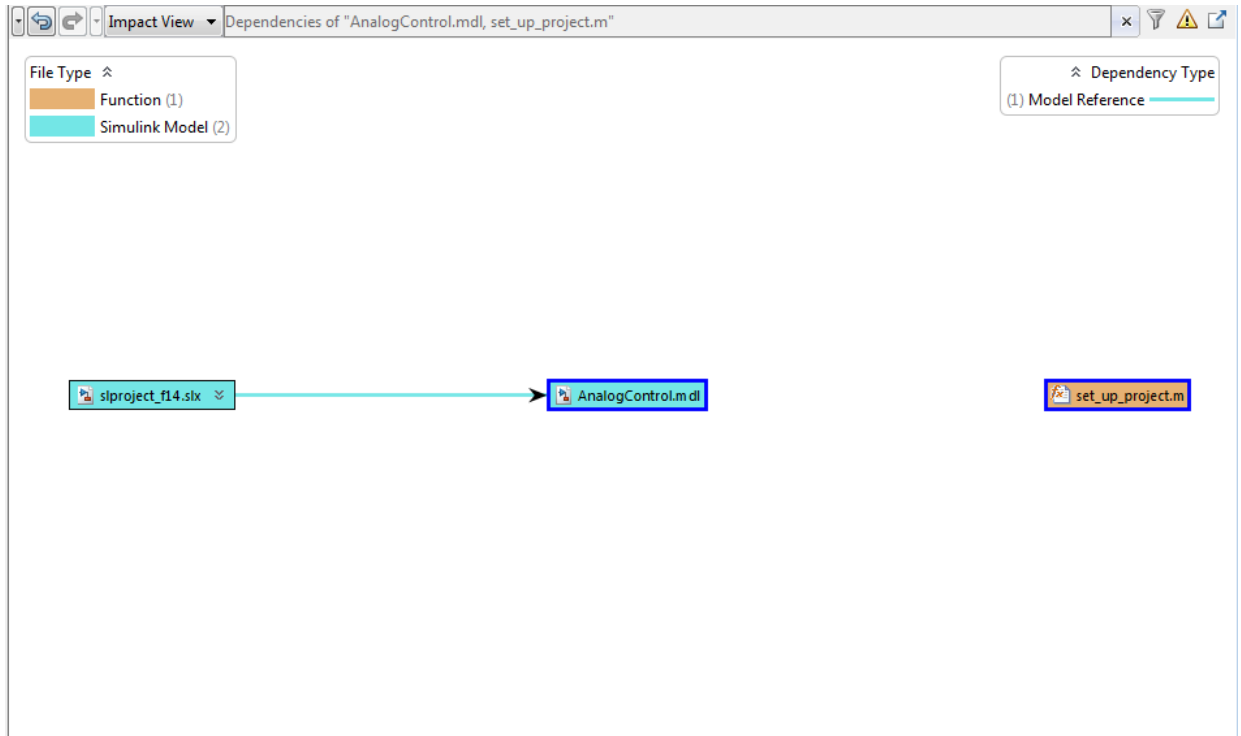 Impact View Dependencies of "AnalogControl.mdl, set_up_project.m"
File Type
Function (1)
Simulink Model (2)
Dependency Type
(1) Model Reference
slproject_f14.slx
AnalogControl.mdl
set_up_project.m